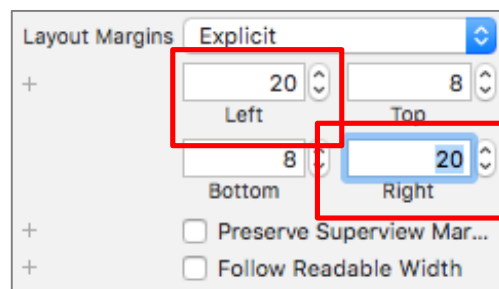 Layout Margins Explicit
+ 20 8
Left Top
8 20
Bottom Right
+ Preserve Superview Mar...
+ Follow Readable Width